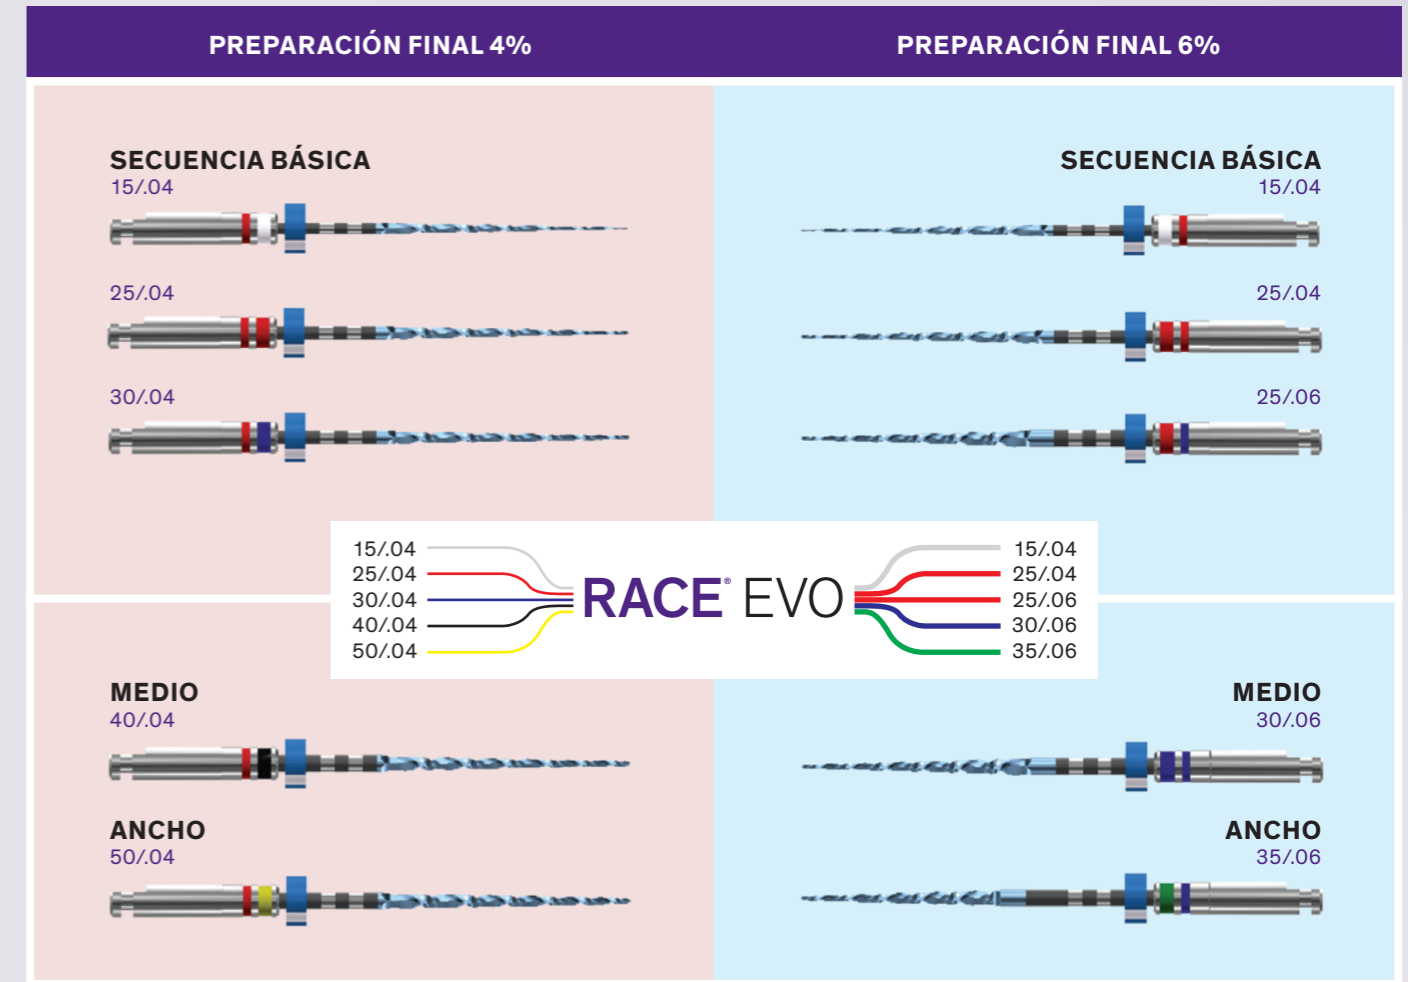 PREPARACIÓN FINAL 4%
PREPARACIÓN FINAL 6%
SECUENCIA BÁSICA
15/.04
25/.04
30/.04
SECUENCIA BÁSICA
15/.04
25/.04
25/.06
15/.04
25/.04
30/.04
40/.04
50/.04
RACE® EVO
15/.04
25/.04
25/.06
30/.06
35/.06
MEDIO
40/.04
ANCHO
50/.04
MEDIO
30/.06
ANCHO
35/.06